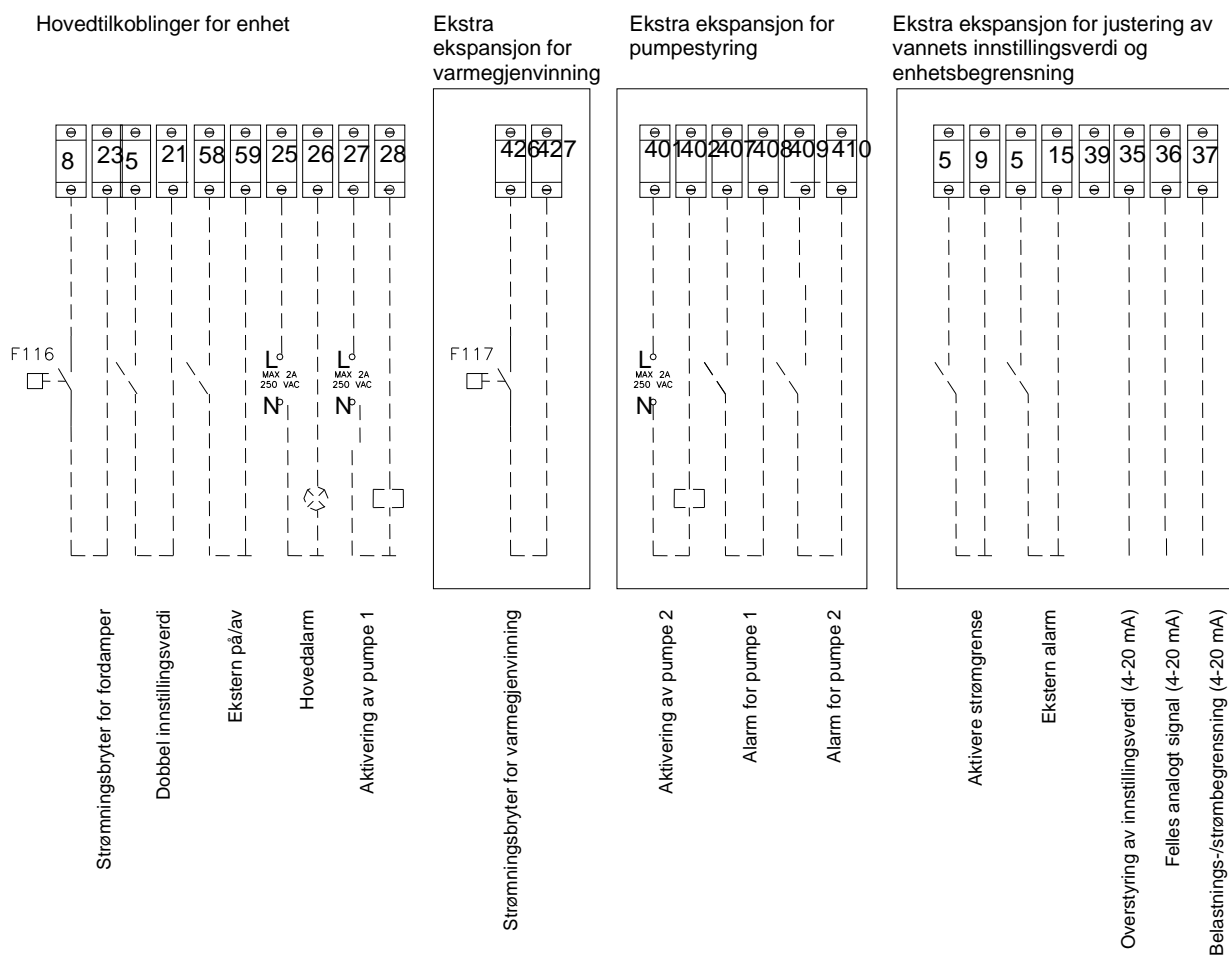 Hovedtilkoblinger for enhet
Ekstra
ekspansjon for
varmegjenvinning
Ekstra ekspansjon for
pumpestyring
Ekstra ekspansjon for justering av
vannets innstillingsverdi og
enhetsbegrensning
8 23 5 21 58 59 25 26 27 28
426 427
401 402 407 408 409 410
5 9 5 15 39 35 36 37
F116
L
MAX 2A
250 VAC
N
L
MAX 2A
250 VAC
N
F117
L
MAX 2A
250 VAC
N
Strømningsbryter for fordamper
Dobbel innstillingsverdi
Ekstern på/av
Hovedalarm
Aktivering av pumpe 1
Strømningsbryter for varmegjenvinning
Aktivering av pumpe 2
Alarm for pumpe 1
Alarm for pumpe 2
Aktivere strømgrense
Ekstern alarm
Overstyring av innstillingsverdi (4-20 mA)
Felles analogt signal (4-20 mA)
Belastnings-/strømbegrensning (4-20 mA)